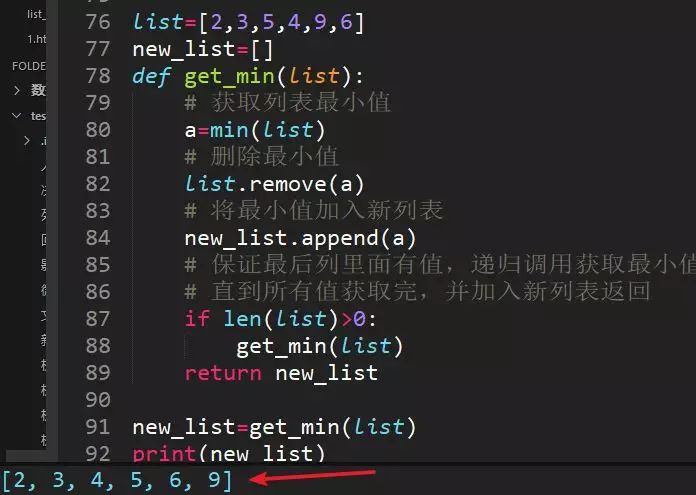 list_
1.ht
FOLDE
数
tes
.i
76 list=[2,3,5,4,9,6]
77 new_list=[]
78 def get_min(list):
79 # 获取列表最小值
80 a=min(list)
81 # 删除最小值
82 list.remove(a)
83 # 将最小值加入新列表
84 new_list.append(a)
85 # 保证最后列里面有值，递归调用获取最小值
86 # 直到所有值获取完，并加入新列表返回
87 if len(list)>0:
88 get_min(list)
89 return new_list
90
91 new_list=get_min(list)
92 print(new_list)
[2, 3, 4, 5, 6, 9]